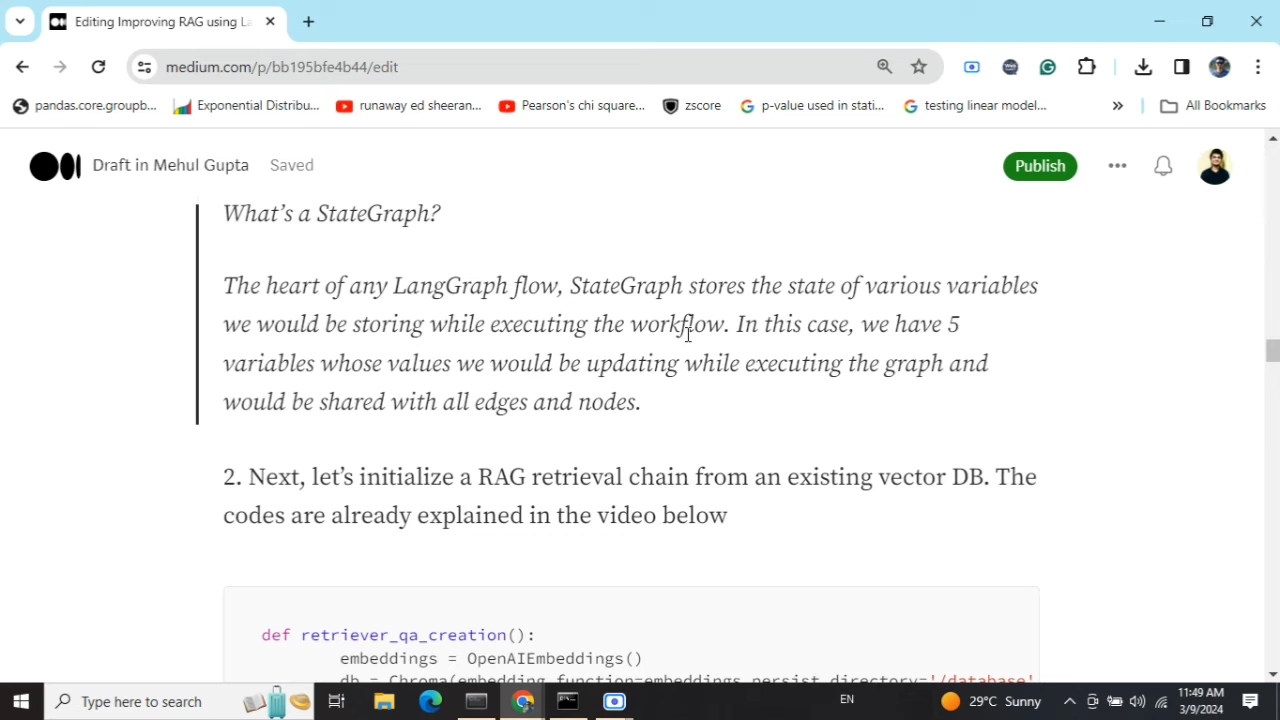 Editing Improving RAG using La
medium.com/p/bb195bfe4b44/edit
pandas.core.groupb...
Exponential Distribu...
runaway ed sheeran...
Pearson's chi square...
zscore
p-value used in stati...
testing linear model...
»
All Bookmarks
Draft in Mehul Gupta
Saved
Publish
What's a StateGraph?
The heart of any LangGraph flow, StateGraph stores the state of various variables
we would be storing while executing the workflow. In this case, we have 5
variables whose values we would be updating while executing the graph and
would be shared with all edges and nodes.
2. Next, let's initialize a RAG retrieval chain from an existing vector DB. The
codes are already explained in the video below
def retriever_qa_creation():
embeddings = OpenAIEmbeddings()
db = Chroma(embedding_function=embeddings,persist_directory='/database'
Type here to search
EN
29°C Sunny
11:49 AM
3/9/2024